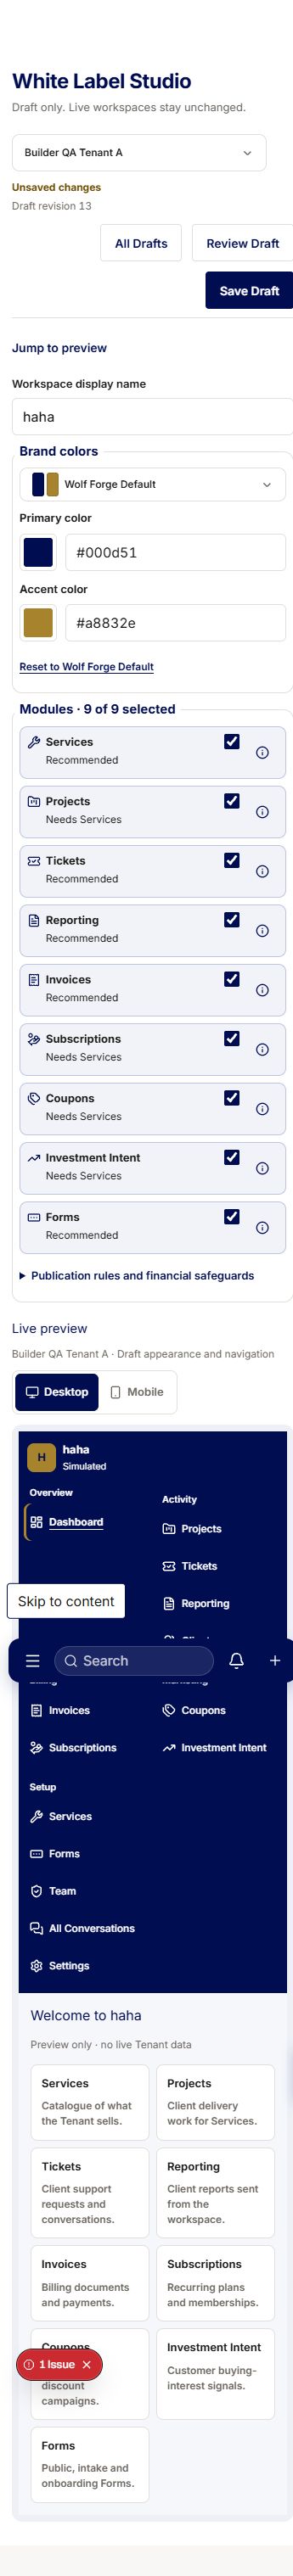 White Label Studio
Draft only. Live workspaces stay unchanged.
Builder QA Tenant A
Unsaved changes
Draft revision 13
All Drafts
Review Draft
Save Draft
Jump to preview
Workspace display name
haha
Brand colors
Wolf Forge Default
Primary color
#000d51
Accent color
#a8832e
Reset to Wolf Forge Default
Modules · 9 of 9 selected
Services
Recommended
Projects
Needs Services
Tickets
Recommended
Reporting
Recommended
Invoices
Recommended
Subscriptions
Needs Services
Coupons
Needs Services
Investment Intent
Needs Services
Forms
Recommended
Publication rules and financial safeguards
Live preview
Builder QA Tenant A · Draft appearance and navigation
Desktop
Mobile
H
haha
Simulated
Overview
Dashboard
Activity
Projects
Tickets
Reporting
Skip to content
Search
Invoices
Subscriptions
Coupons
Investment Intent
Setup
Services
Forms
Team
All Conversations
Settings
Welcome to haha
Preview only · no live Tenant data
Services
Catalogue of what
the Tenant sells.
Projects
Client delivery
work for Services.
Tickets
Client support
requests and
conversations.
Reporting
Client reports sent
from the
workspace.
Invoices
Billing documents
and payments.
Subscriptions
Recurring plans
and memberships.
Coupons
1 Issue
discount
campaigns.
Investment Intent
Customer buying-
interest signals.
Forms
Public, intake and
onboarding Forms.